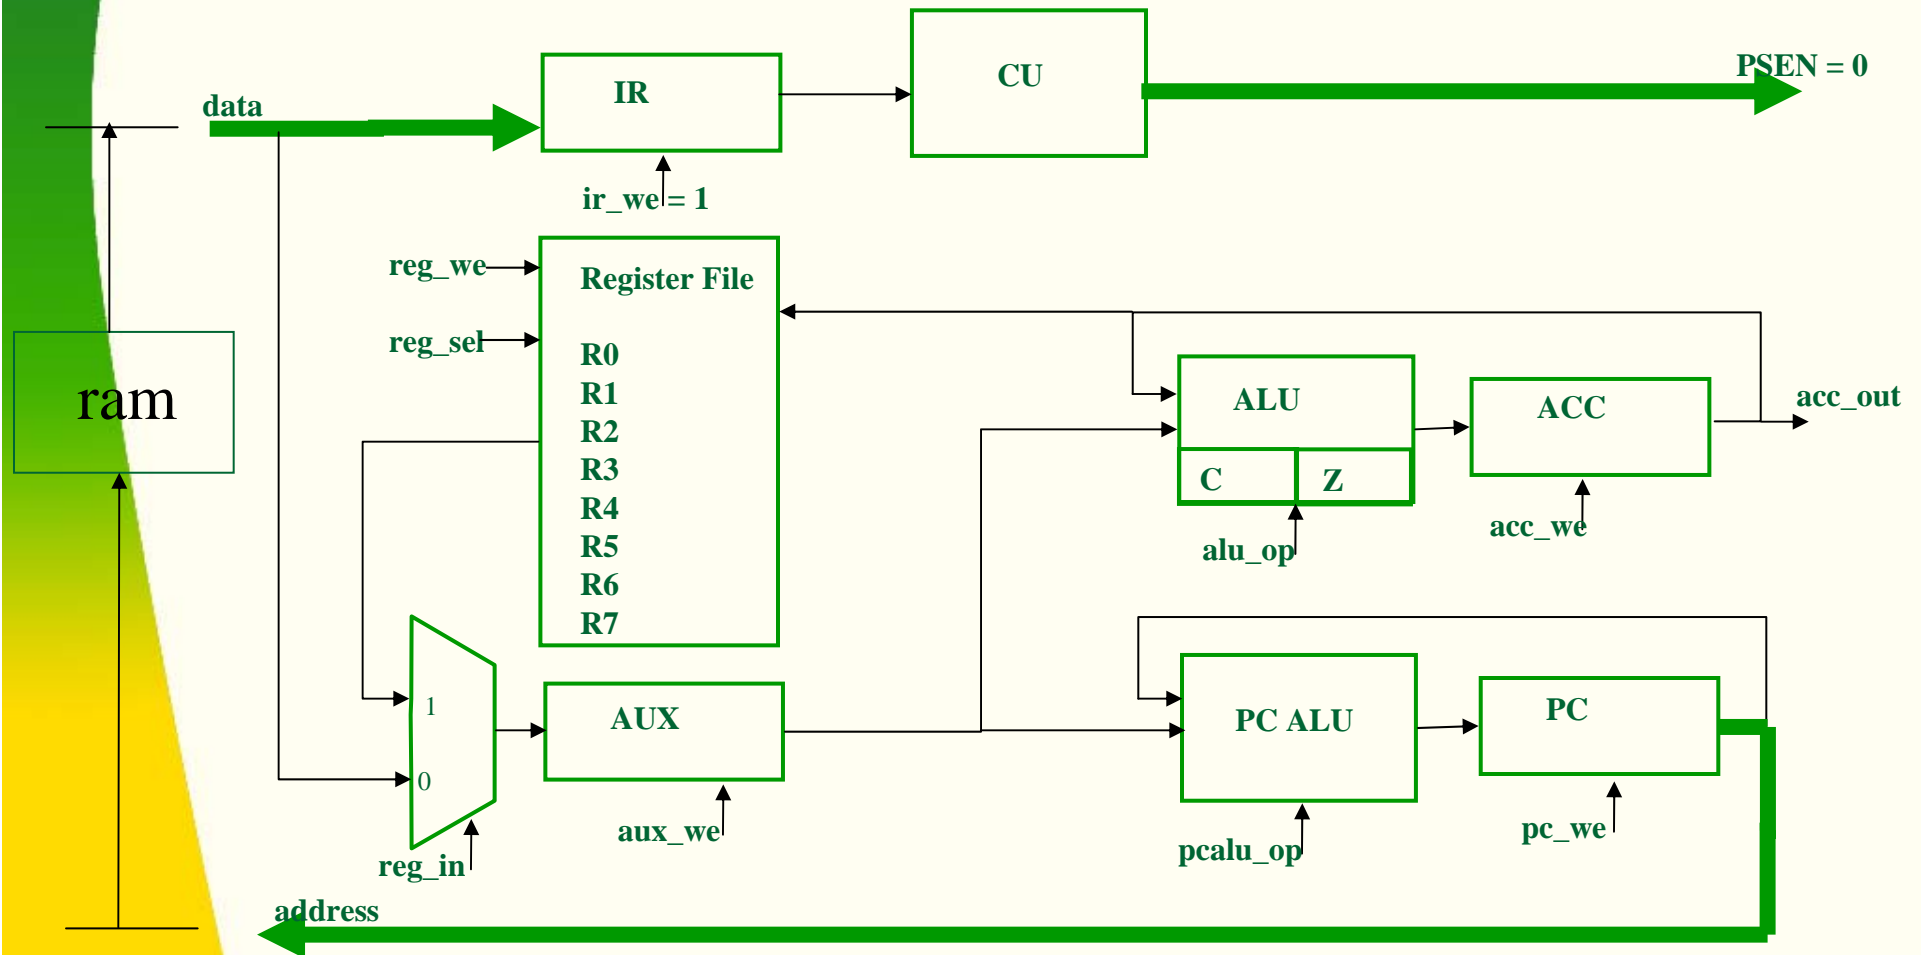 IR
CU
PSEN = 0
data
ir_we = 1
reg_we
Register File
reg_sel
R0
R1
R2
R3
R4
R5
R6
R7
ram
ALU
ACC
acc_out
C
Z
acc_we
alu_op
1
0
AUX
PC ALU
PC
aux_we
pc_we
pcalu_op
reg_in
address